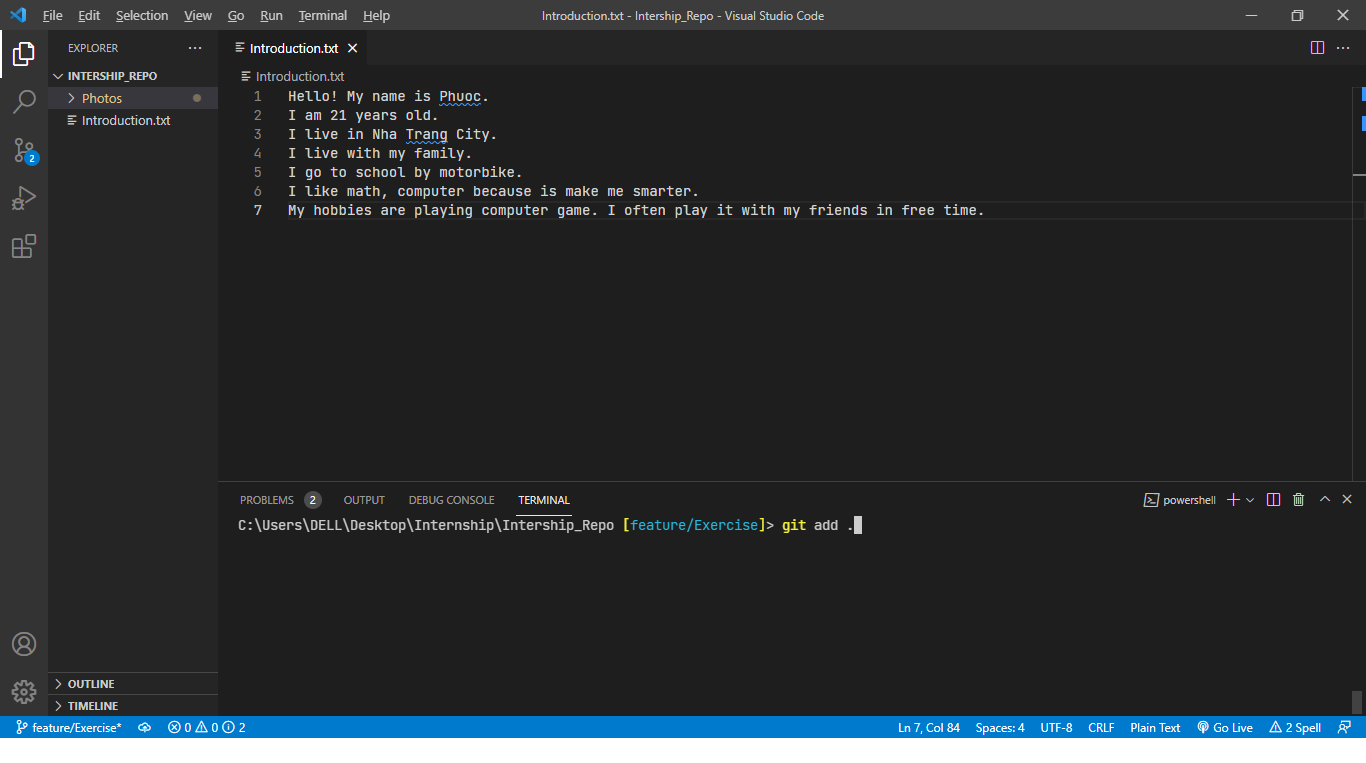 File Edit Selection View Go Run Terminal Help
Introduction.txt - Intership_Repo - Visual Studio Code
EXPLORER
Introduction.txt
INTERSHIP_REPO
Photos
Introduction.txt
2
Introduction.txt
1 Hello! My name is Phuoc.
2 I am 21 years old.
3 I live in Nha Trang City.
4 I live with my family.
5 I go to school by motorbike.
6 I like math, computer because is make me smarter.
7 My hobbies are playing computer game. I often play it with my friends in free time.
PROBLEMS 2 OUTPUT DEBUG CONSOLE TERMINAL
powershell
C:\Users\DELL\Desktop\Internship\Intership_Repo [feature/Exercise]> git add .
OUTLINE
TIMELINE
feature/Exercise* 0 0 2
Ln 7, Col 84 Spaces: 4 UTF-8 CRLF Plain Text Go Live 2 Spell